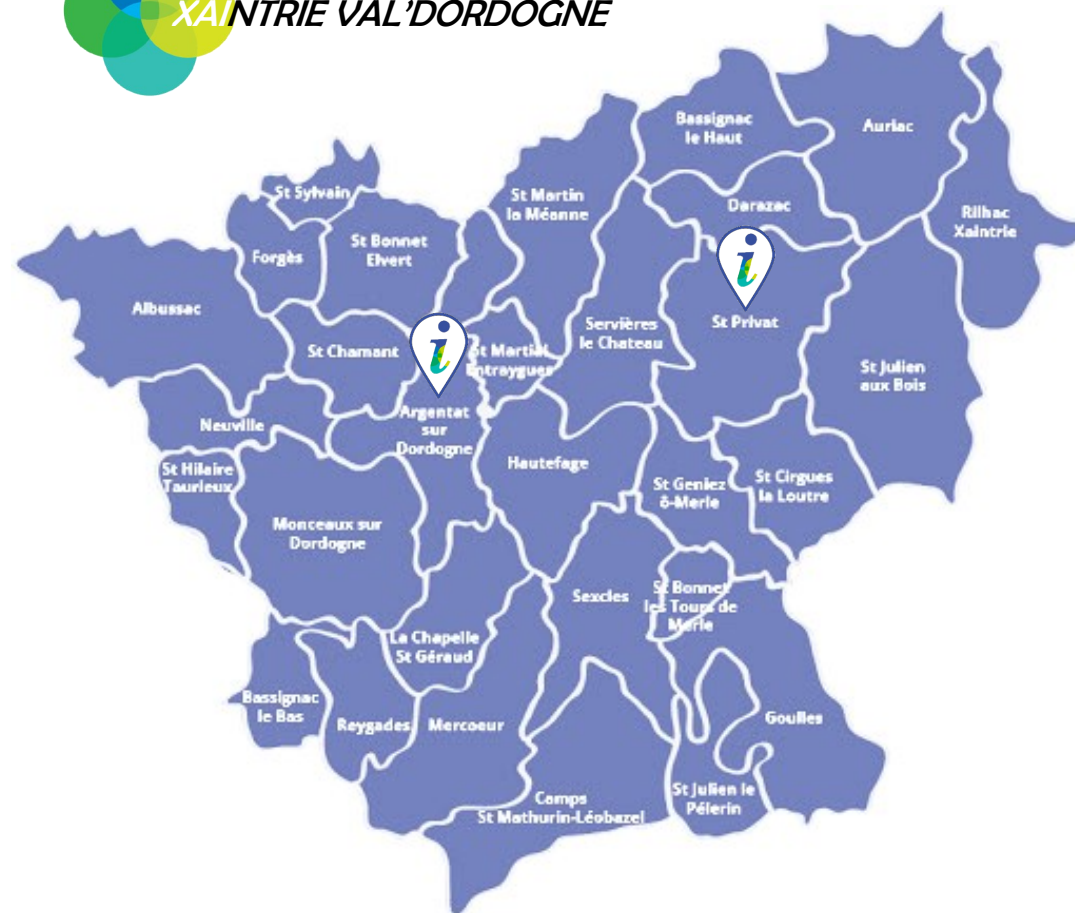 XAINTRIE VAL'DORDOGNE
Bassignac
le Haut
Auriac
St Sylvain
St Martin
la Méanne
Darazac
Rilhac
Xaintrie
Forgès
St Bonnet
Elvert
i
Albussac
St Privat
Servières
le Chateau
i
St Chamant
St Martial
Entraygues
St Julien
aux Bois
Neuville
Argentat
sur
Dordogne
Hautefage
St Hilaire
Taurieux
St Geniez
ô-Merle
St Cirgues
la Loutre
Monceaux sur
Dordogne
Sexcles
St Bonnet
les Tours de
Merle
La Chapelle
St Géraud
Bassignac
le Bas
Reygades
Mercoeur
Goulles
Camps
St Mathurin-Léobazel
St Julien le
Pélerin